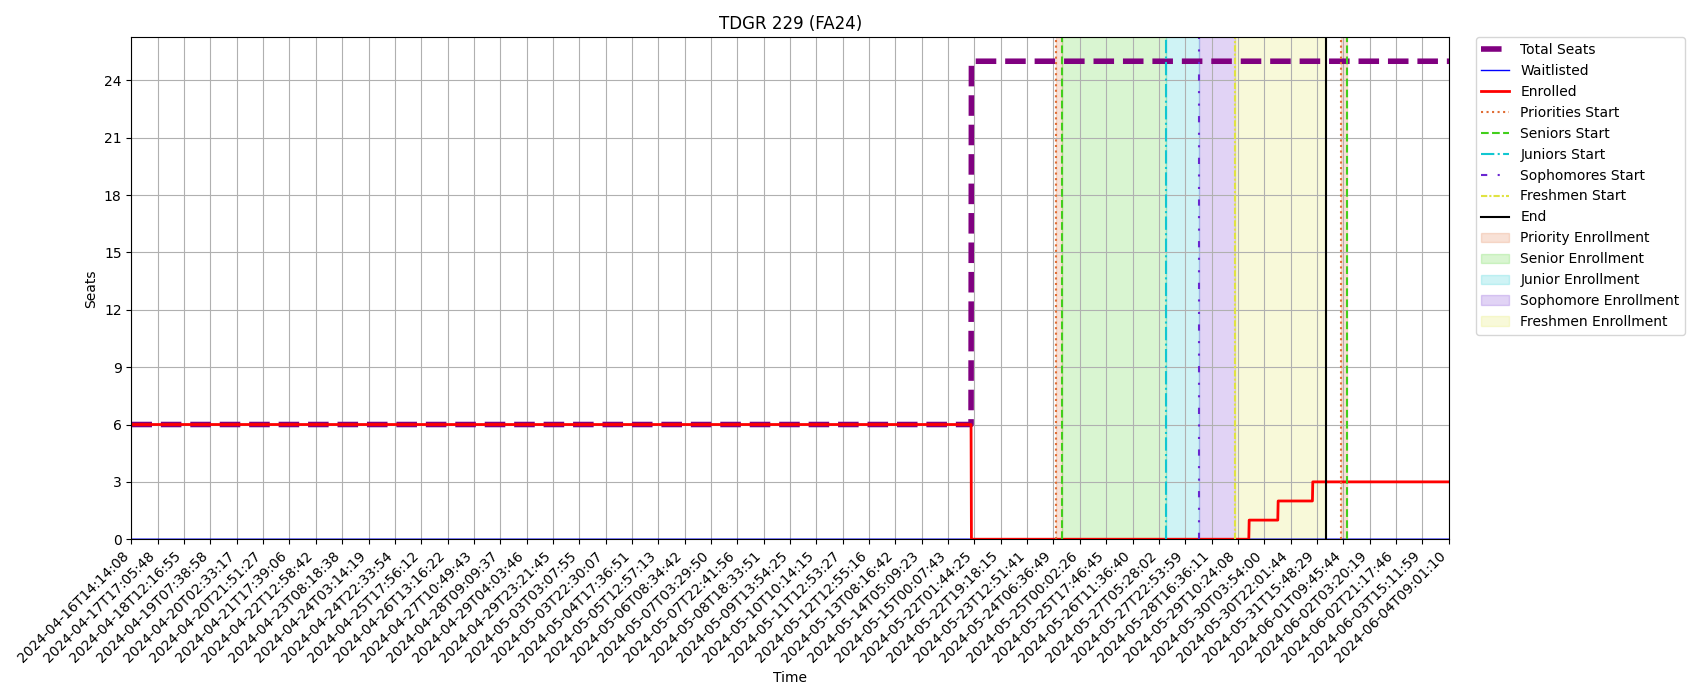 TDGR 229 (FA24)
Seats
24
21
18
15
12
9
6
3
0
2024-04-16T14:14:08
2024-04-17T17:05:48
2024-04-18T12:16:55
2024-04-19T07:38:58
2024-04-20T02:33:17
2024-04-20T21:51:27
2024-04-21T17:39:06
2024-04-22T12:58:42
2024-04-23T08:18:38
2024-04-24T03:14:19
2024-04-24T22:33:54
2024-04-25T17:56:12
2024-04-26T13:16:22
2024-04-27T10:49:43
2024-04-28T09:09:37
2024-04-29T04:03:46
2024-04-29T23:21:45
2024-05-03T03:07:55
2024-05-03T22:30:07
2024-05-04T17:36:51
2024-05-05T12:57:13
2024-05-06T08:34:42
2024-05-07T03:29:50
2024-05-07T22:41:56
2024-05-08T18:33:51
2024-05-09T13:54:25
2024-05-10T10:14:15
2024-05-11T12:53:27
2024-05-12T12:55:16
2024-05-13T08:16:42
2024-05-14T05:09:23
2024-05-15T00:07:43
2024-05-22T01:44:25
2024-05-22T19:18:15
2024-05-23T12:51:41
2024-05-24T06:36:49
2024-05-25T00:02:26
2024-05-25T17:46:45
2024-05-26T11:36:40
2024-05-27T05:28:02
2024-05-27T22:53:59
2024-05-28T16:36:11
2024-05-29T10:24:08
2024-05-30T03:54:00
2024-05-30T22:01:44
2024-05-31T15:48:29
2024-06-01T09:45:44
2024-06-02T03:20:19
2024-06-02T21:17:46
2024-06-03T15:11:59
2024-06-04T09:01:10
Time
Total Seats
Waitlisted
Enrolled
Priorities Start
Seniors Start
Juniors Start
Sophomores Start
Freshmen Start
End
Priority Enrollment
Senior Enrollment
Junior Enrollment
Sophomore Enrollment
Freshmen Enrollment